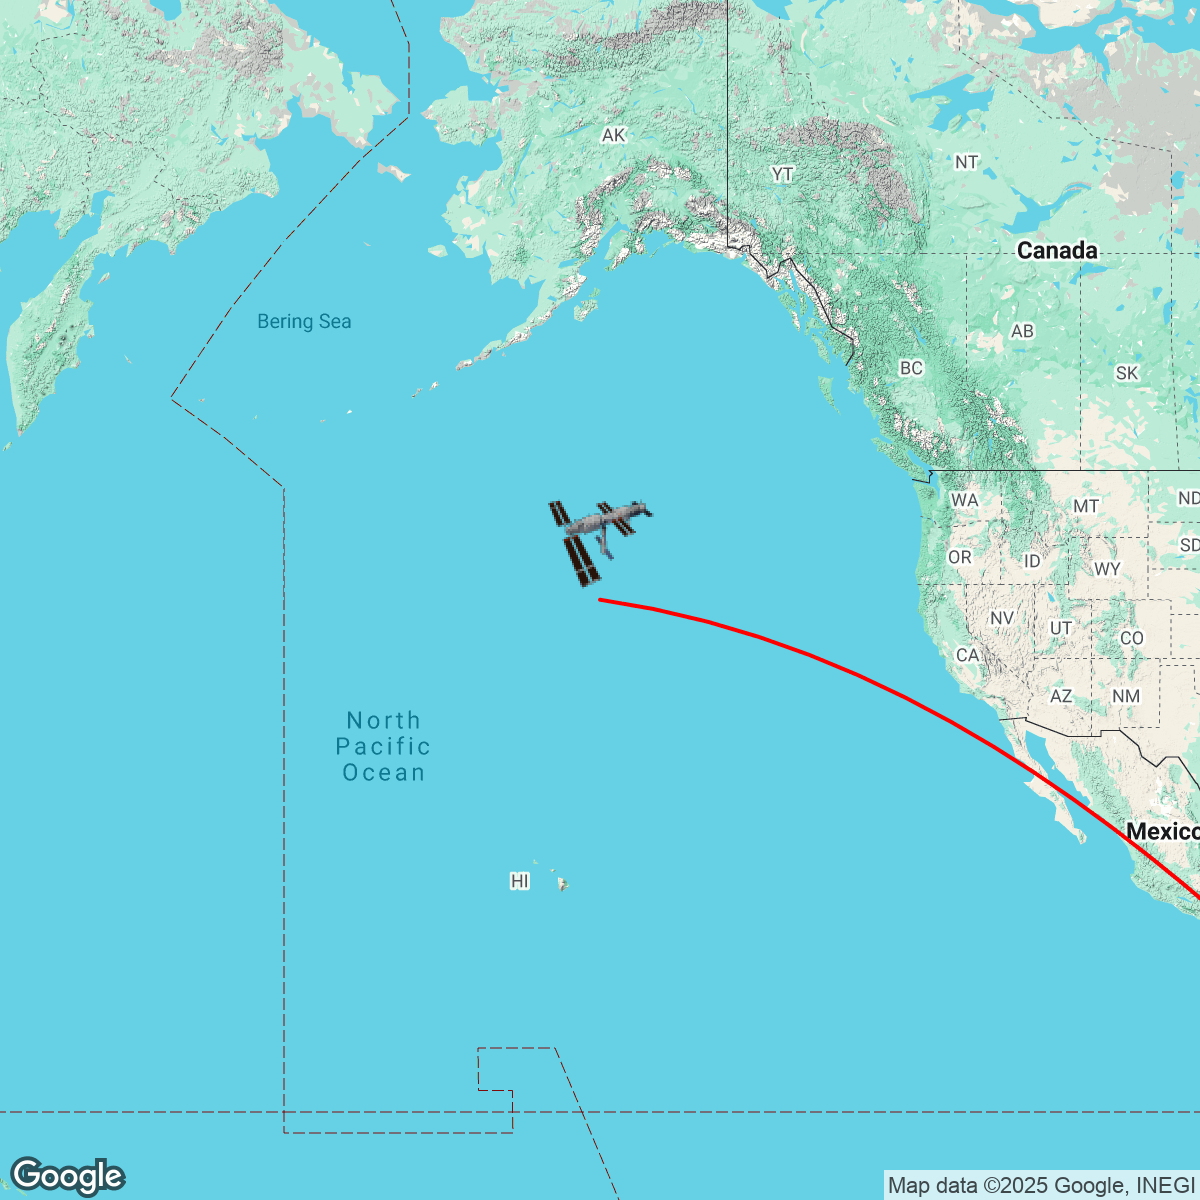 AK
YT
NT
Canada
Bering Sea
AB
BC
SK
WA
MT
ND
OR
ID
WY
SD
NV
UT
CO
CA
AZ
NM
North
Pacific
Ocean
Mexico
HI
Google
Map data ©2025 Google, INEGI